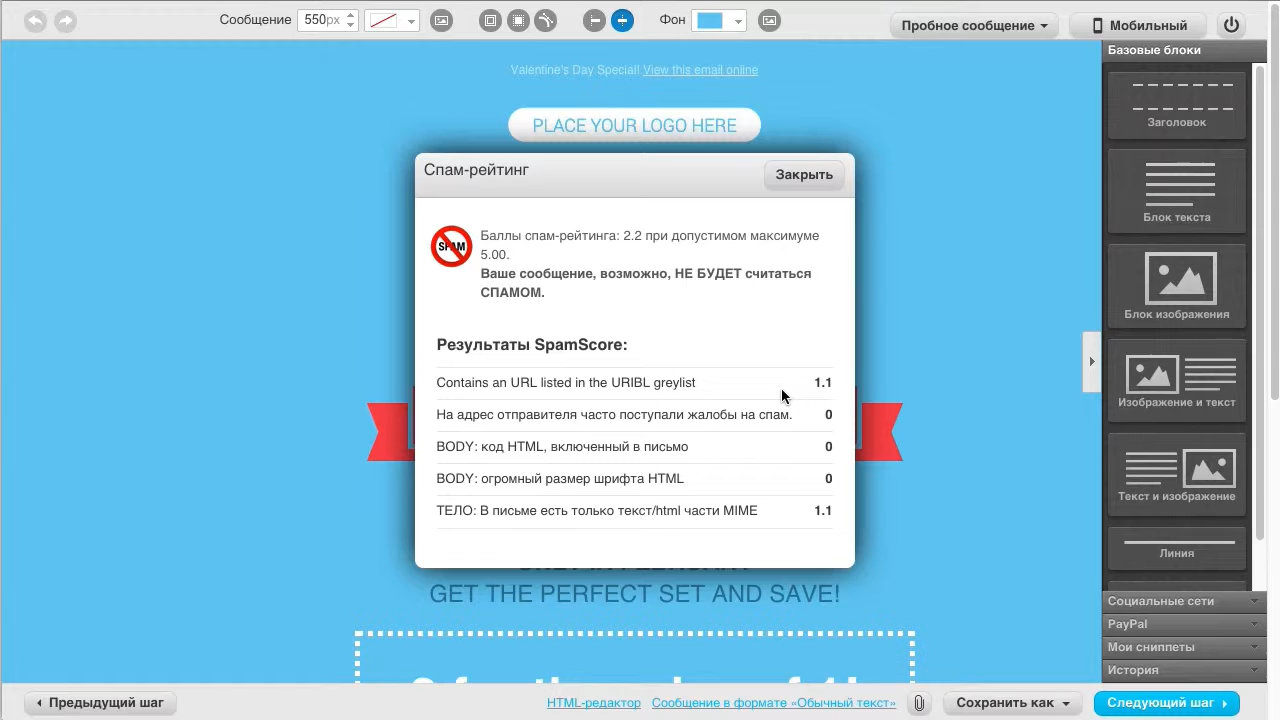 Сообщение 550px Фон Пробное сообщение Мобильный
Базовые блоки
Valentine's Day Special! View this email online
PLACE YOUR LOGO HERE
Заголовок
Спам-рейтинг Закрыть
Блок текста
SPAM
Баллы спам-рейтинга: 2.2 при допустимом максимуме
5.00.
Ваше сообщение, возможно, НЕ БУДЕТ считаться
СПАМОМ.
Блок изображения
Результаты SpamScore:
Contains an URL listed in the URIBL greylist 1.1
На адрес отправителя часто поступали жалобы на спам. 0
BODY: код HTML, включенный в письмо 0
BODY: огромный размер шрифта HTML 0
ТЕЛО: В письме есть только текст/html части MIME 1.1
Изображение и текст
Текст и изображение
Линия
GET THE PERFECT SET AND SAVE!
Социальные сети
PayPal
Мои сниппеты
История
Предыдущий шаг HTML-редактор Сообщение в формате «Обычный текст» Сохранить как Следующий шаг